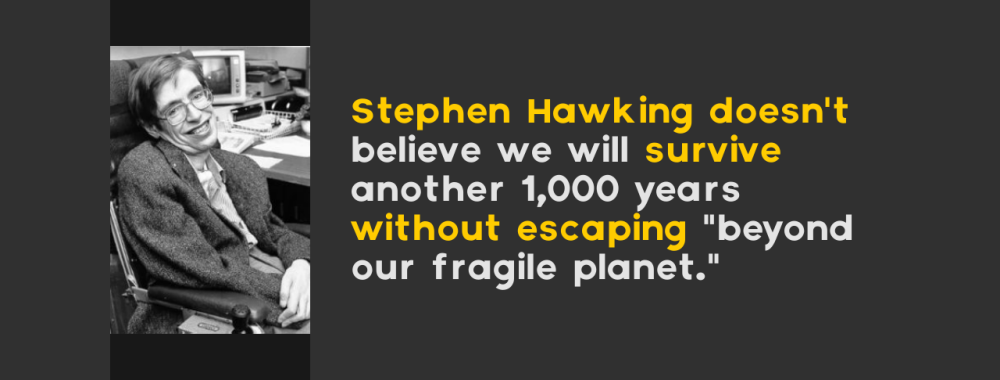 Stephen Hawking doesn't
believe we will survive
another 1,000 years
without escaping "beyond
our fragile planet."